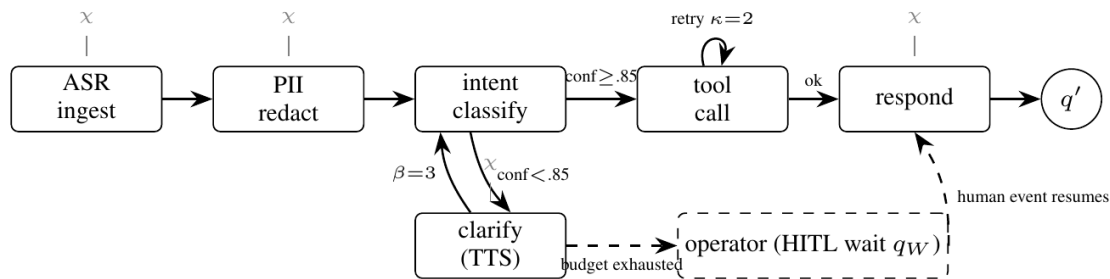 χ
χ
retry κ=2
χ
ASR
ingest
PII
redact
intent
classify
conf≥.85
tool
call
ok
respond
q′
β=3
χ
conf<.85
clarify
(TTS)
budget exhausted
operator (HITL wait q_W)
human event resumes